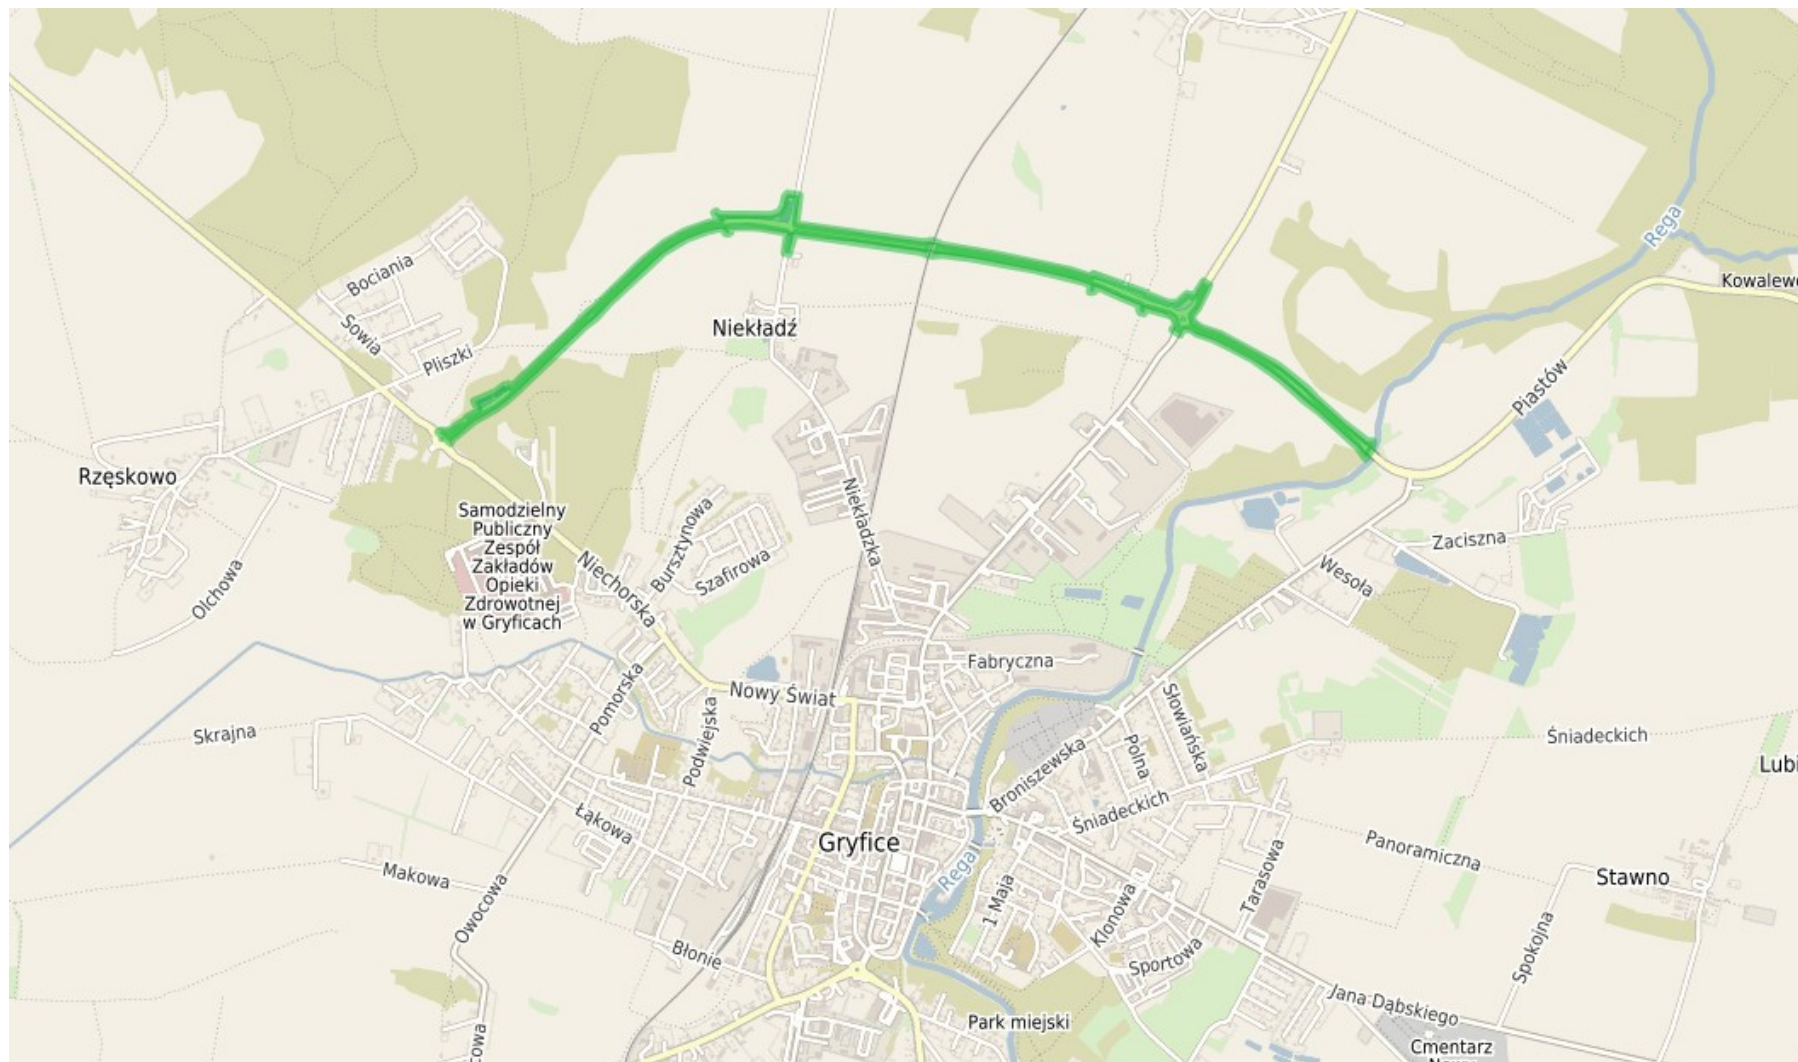 Rega
Kowalewo
Bociania
Sowia
Niekładź
Pliszki
Piastów
Rzęskowo
Samodzielny
Publiczny
Zespół
Zakładów
Opieki
Zdrowotnej
w Gryficach
Niekładzka
Bursztynowa
Szafirowa
Niechorska
Olchowa
Zaciszna
Wesoła
Fabryczna
Nowy Świat
Pomorska
Podwiejska
Skrajna
Słowiańska
Polna
Broniszewska
Śniadeckich
Śniadeckich
Łąkowa
Gryfice
Rega
Panoramiczna
Stawno
Makowa
Owocowa
1 Maja
Klonowa
Tarasowa
Błonie
Sportowa
Spokojna
Jana Dąbskiego
Park miejski
Cmentarz